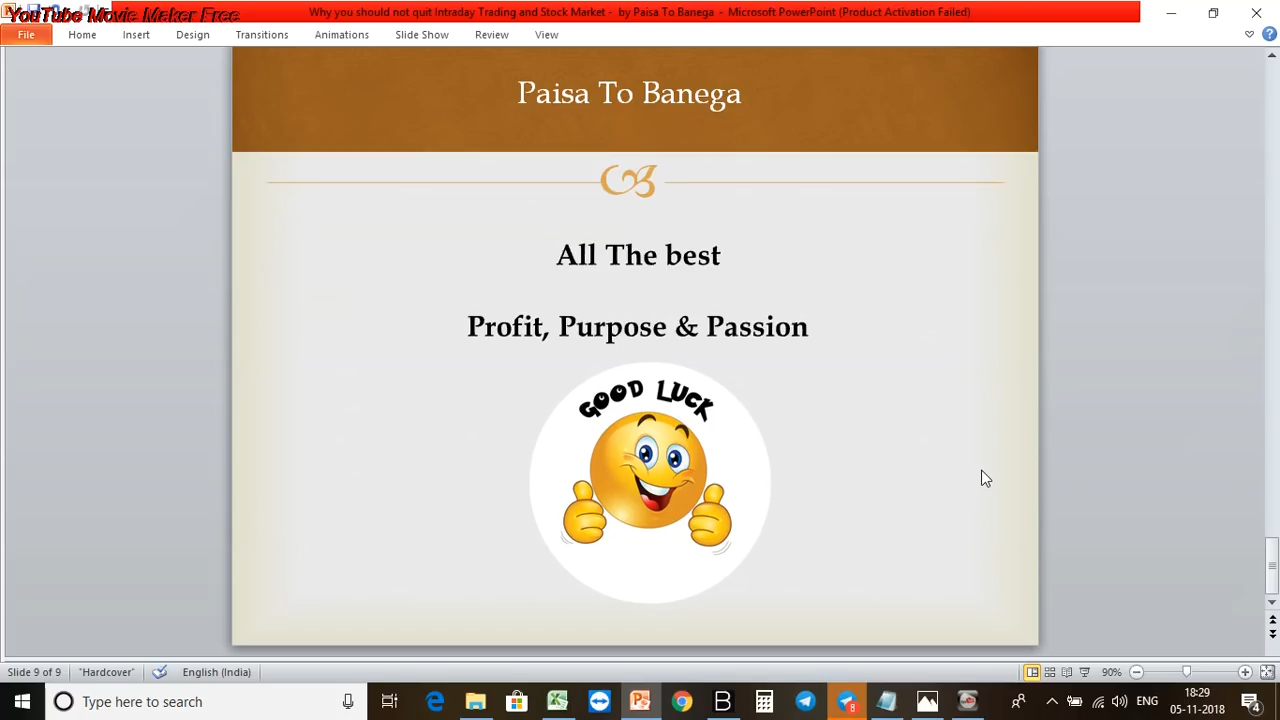 YouTube Movie Maker Free
Why you should not quit Intraday Trading and Stock Market - by Paisa To Banega - Microsoft PowerPoint (Product Activation Failed)
File Home Insert Design Transitions Animations Slide Show Review View
Paisa To Banega
All The best
Profit, Purpose & Passion
GOOD LUCK
Slide 9 of 9 "Hardcover" English (India) 90%
Type here to search
8
ENG
18:29
05-11-2018
4